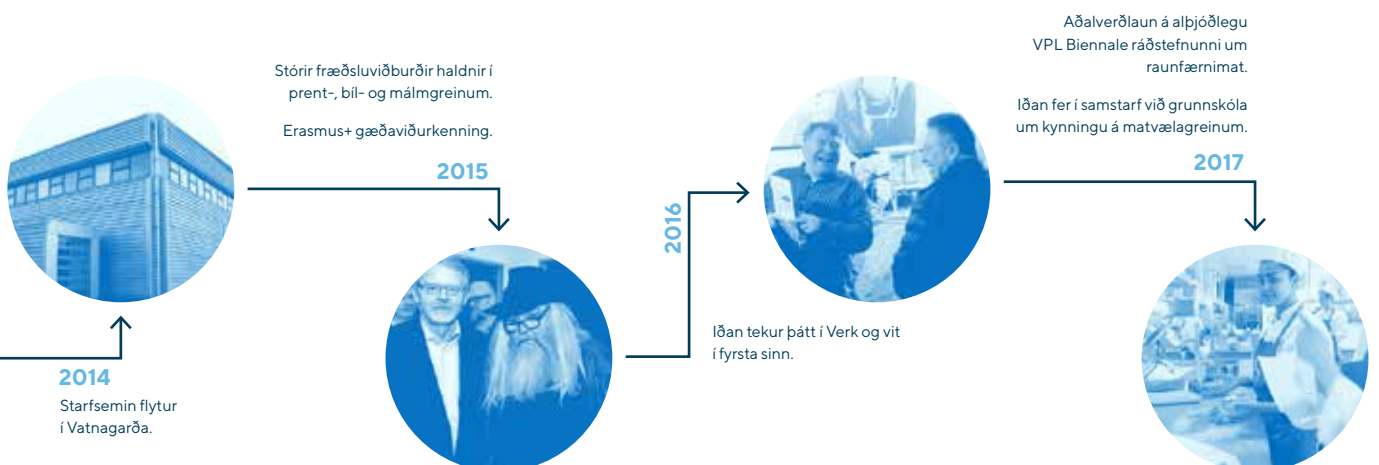 2014
Starfsemin flytur
í Vatnagarða.
Stórir fræðsluviðburðir haldnir í
prent-, bíl- og málmgreinum.
Erasmus+ gæðaviðurkenning.
2015
2016
Iðan tekur þátt í Verk og vit
í fyrsta sinn.
Aðalverðlaun á alþjóðlegu
VPL Biennale ráðstefnunni um
raunfærnimat.
Iðan fer í samstarf við grunnskóla
um kynningu á matvælagreinum.
2017